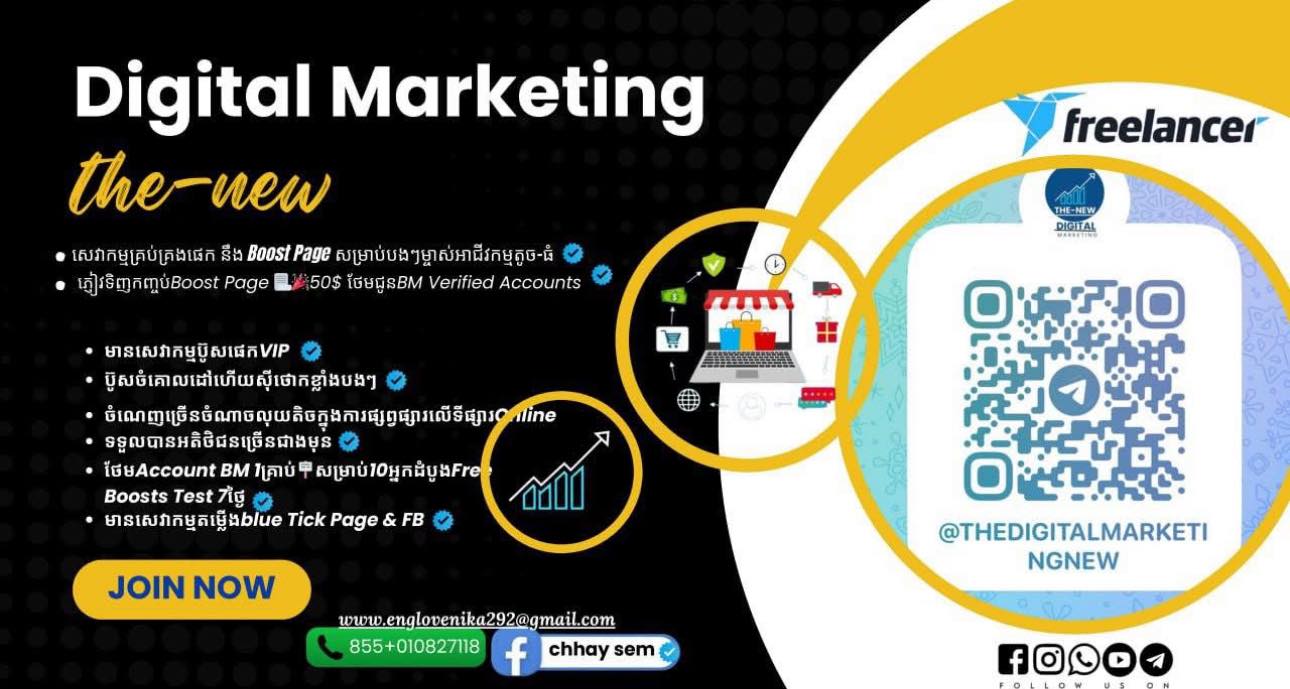 Digital Marketing
the-new
សេវាកម្មគ្រប់គ្រងផេក នឹង Boost Page សម្រាប់បងៗម្ចាស់អាជីវកម្មតូច-ធំ
ភ្ញៀវទិញកញ្ចប់Boost Page 50$ ថែមជូនBM Verified Accounts
មានសេវាកម្មប៊ូសផេកVIP
ប៊ូសចំគោលដៅហើយស៊ីថោកខ្លាំងបងៗ
ចំណេញច្រើនចំណាចលុយតិចក្នុងការផ្សព្វផ្សារលើទីផ្សារOnline
ទទួលបានអតិថិជនច្រើនជាងមុន
ថែមAccount BM 1គ្រាប់សម្រាប់10អ្នកដំបូងFree
Boosts Test 7ថ្ងៃ
មានសេវាកម្មតម្លើងblue Tick Page & FB
JOIN NOW
www.englovenika292@gmail.com
855+010827118
chhay sem
freelancer
THE-NEW
DIGITAL
MARKETING
@THEDIGITALMARKETI
NGNEW
FOLLOW US ON